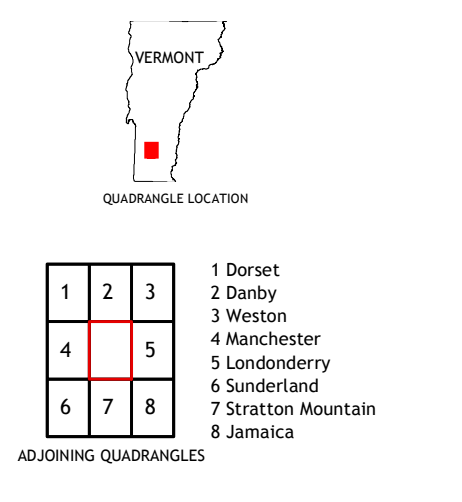 VERMONT
QUADRANGLE LOCATION
1 2 3
4 5
6 7 8
1 Dorset
2 Danby
3 Weston
4 Manchester
5 Londonderry
6 Sunderland
7 Stratton Mountain
8 Jamaica
ADJOINING QUADRANGLES